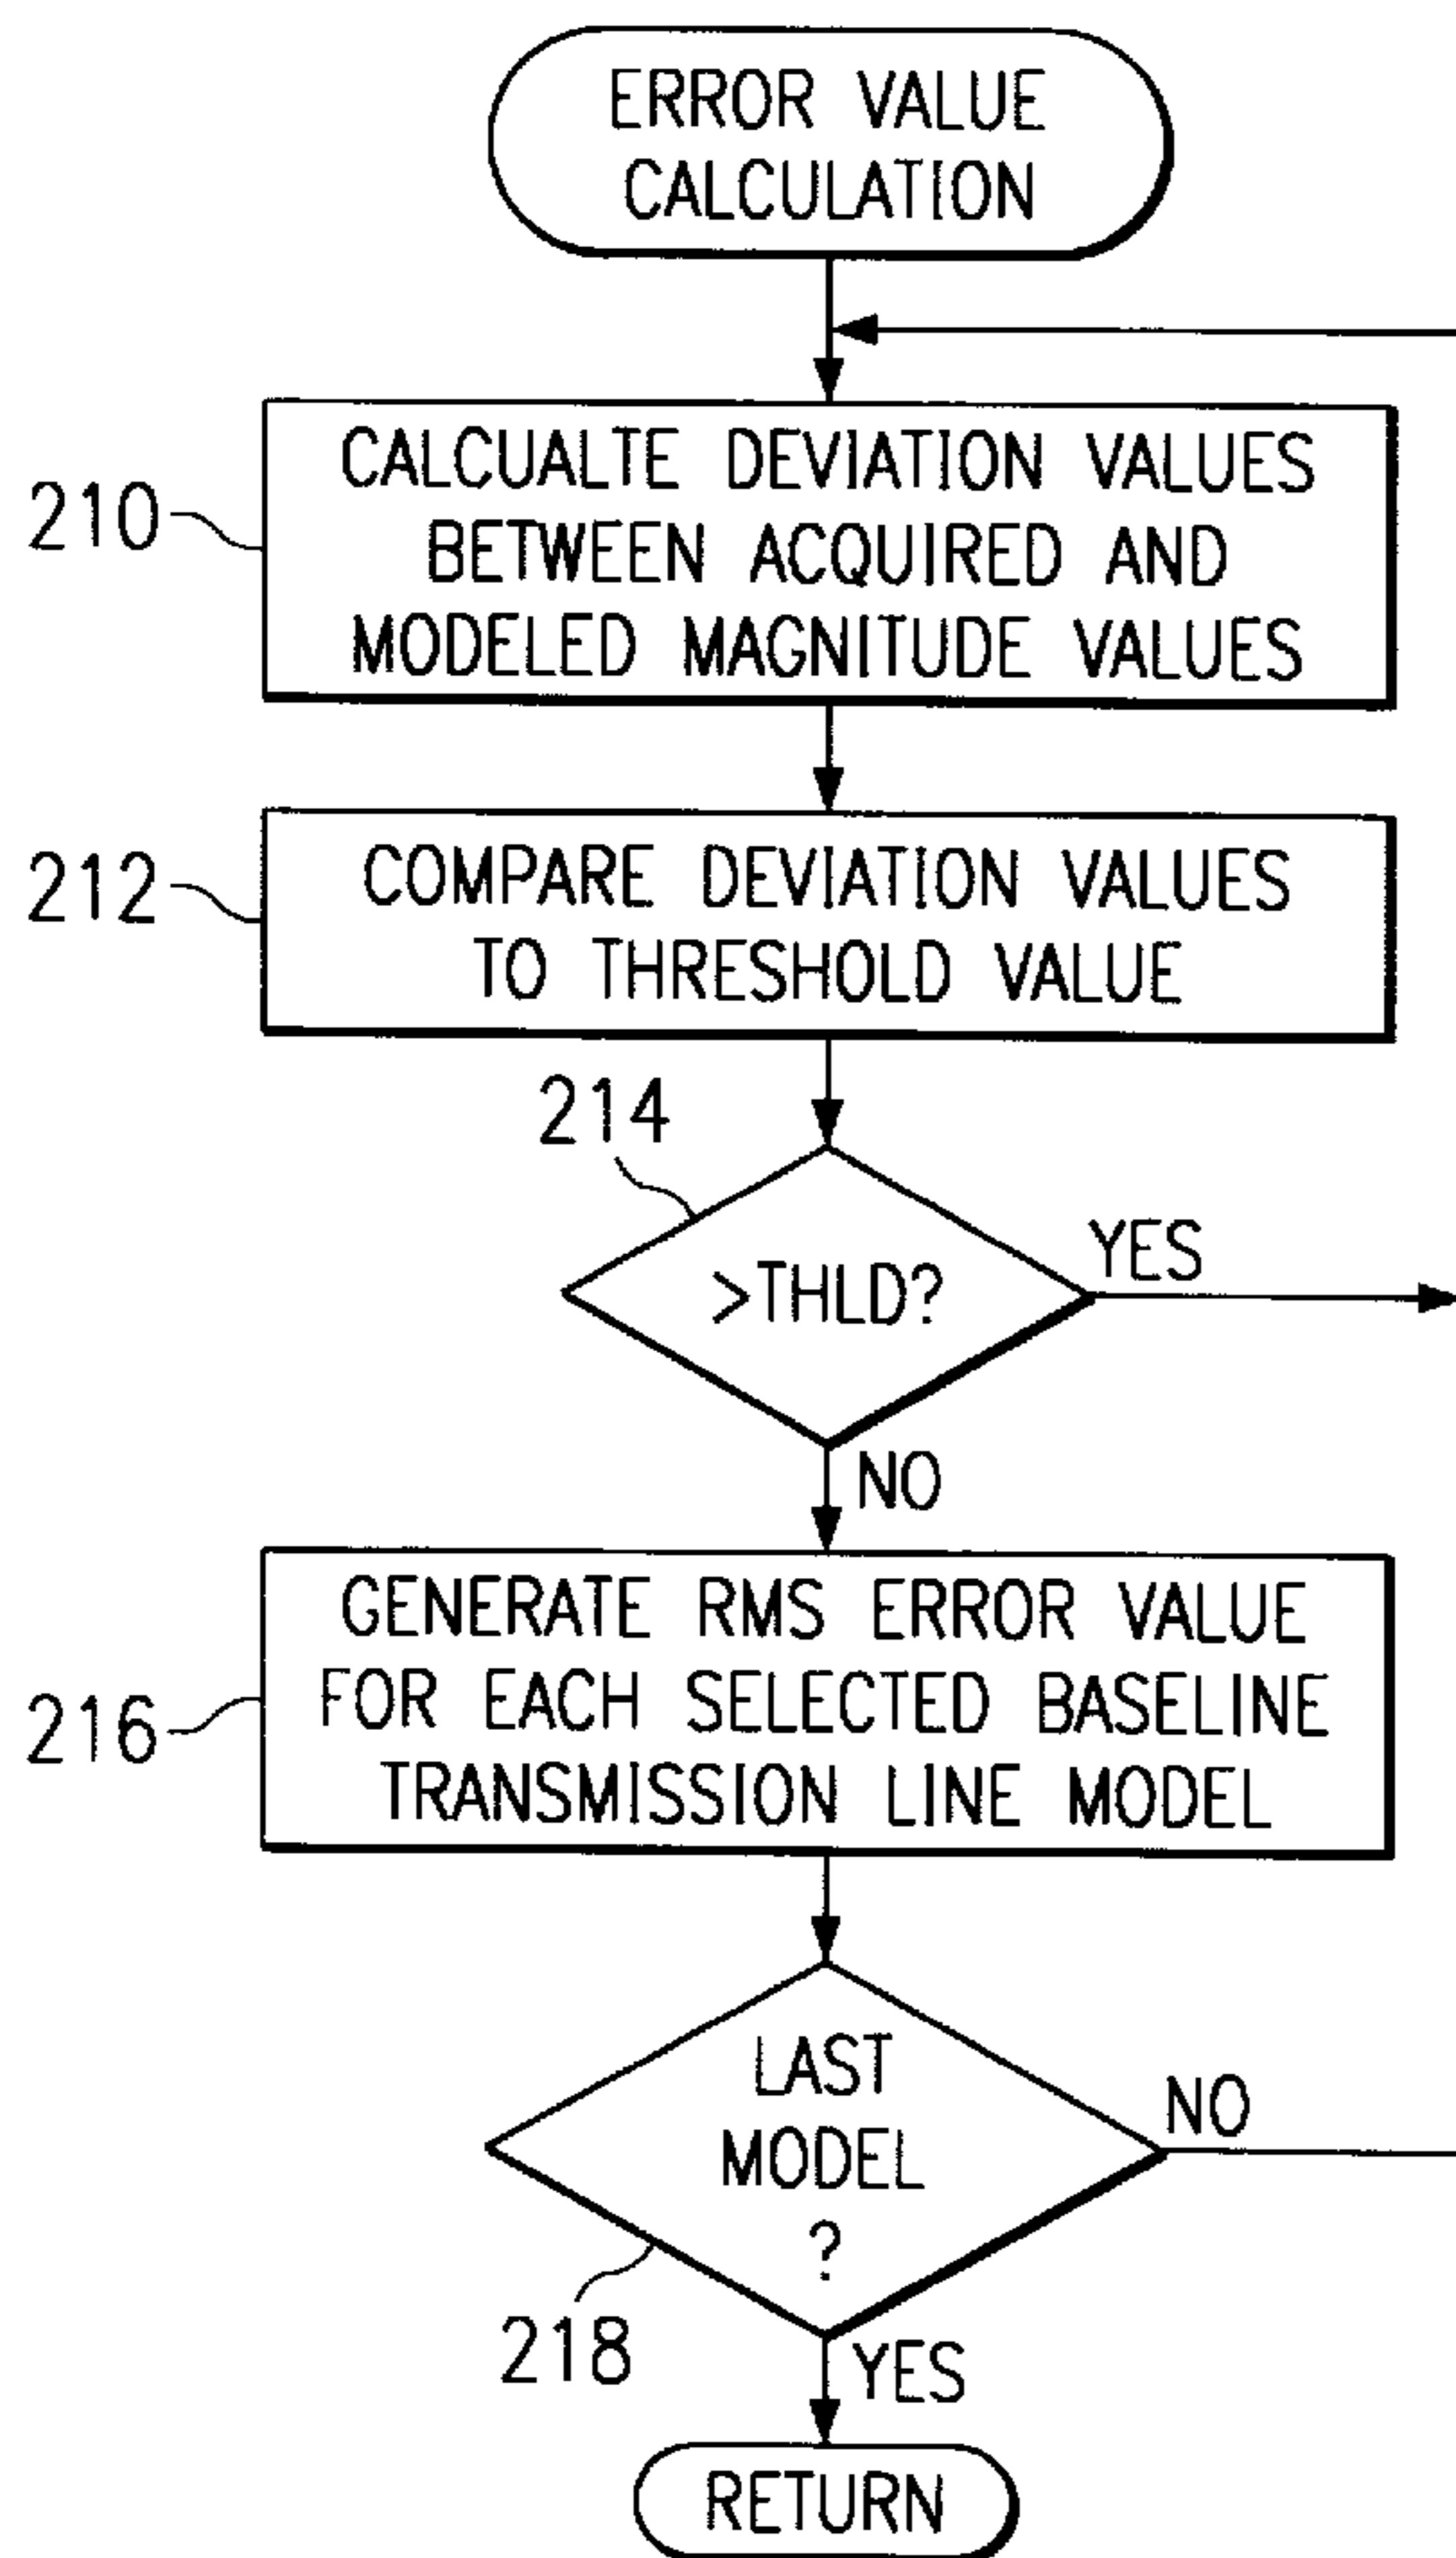 ERROR VALUE
CALCULATION
210
CALCUALTE DEVIATION VALUES
BETWEEN ACQUIRED AND
MODELED MAGNITUDE VALUES
212
COMPARE DEVIATION VALUES
TO THRESHOLD VALUE
214
>THLD?
YES
NO
216
GENERATE RMS ERROR VALUE
FOR EACH SELECTED BASELINE
TRANSMISSION LINE MODEL
LAST
MODEL
?
NO
218
YES
RETURN